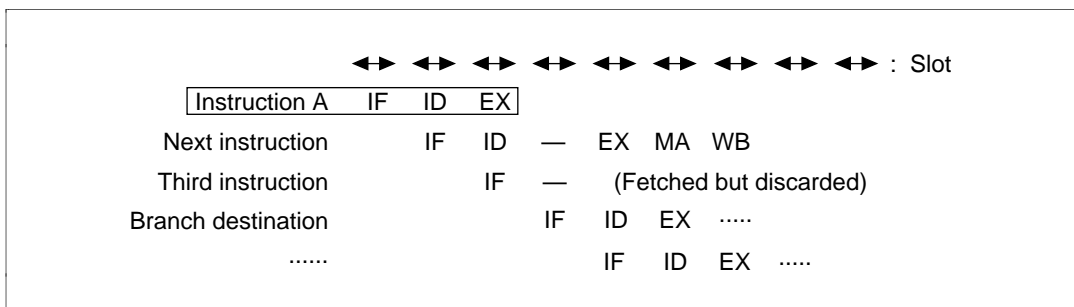 : Slot
Instruction A IF ID EX
Next instruction IF ID — EX MA WB
Third instruction IF — (Fetched but discarded)
Branch destination IF ID EX .....
...... IF ID EX .....